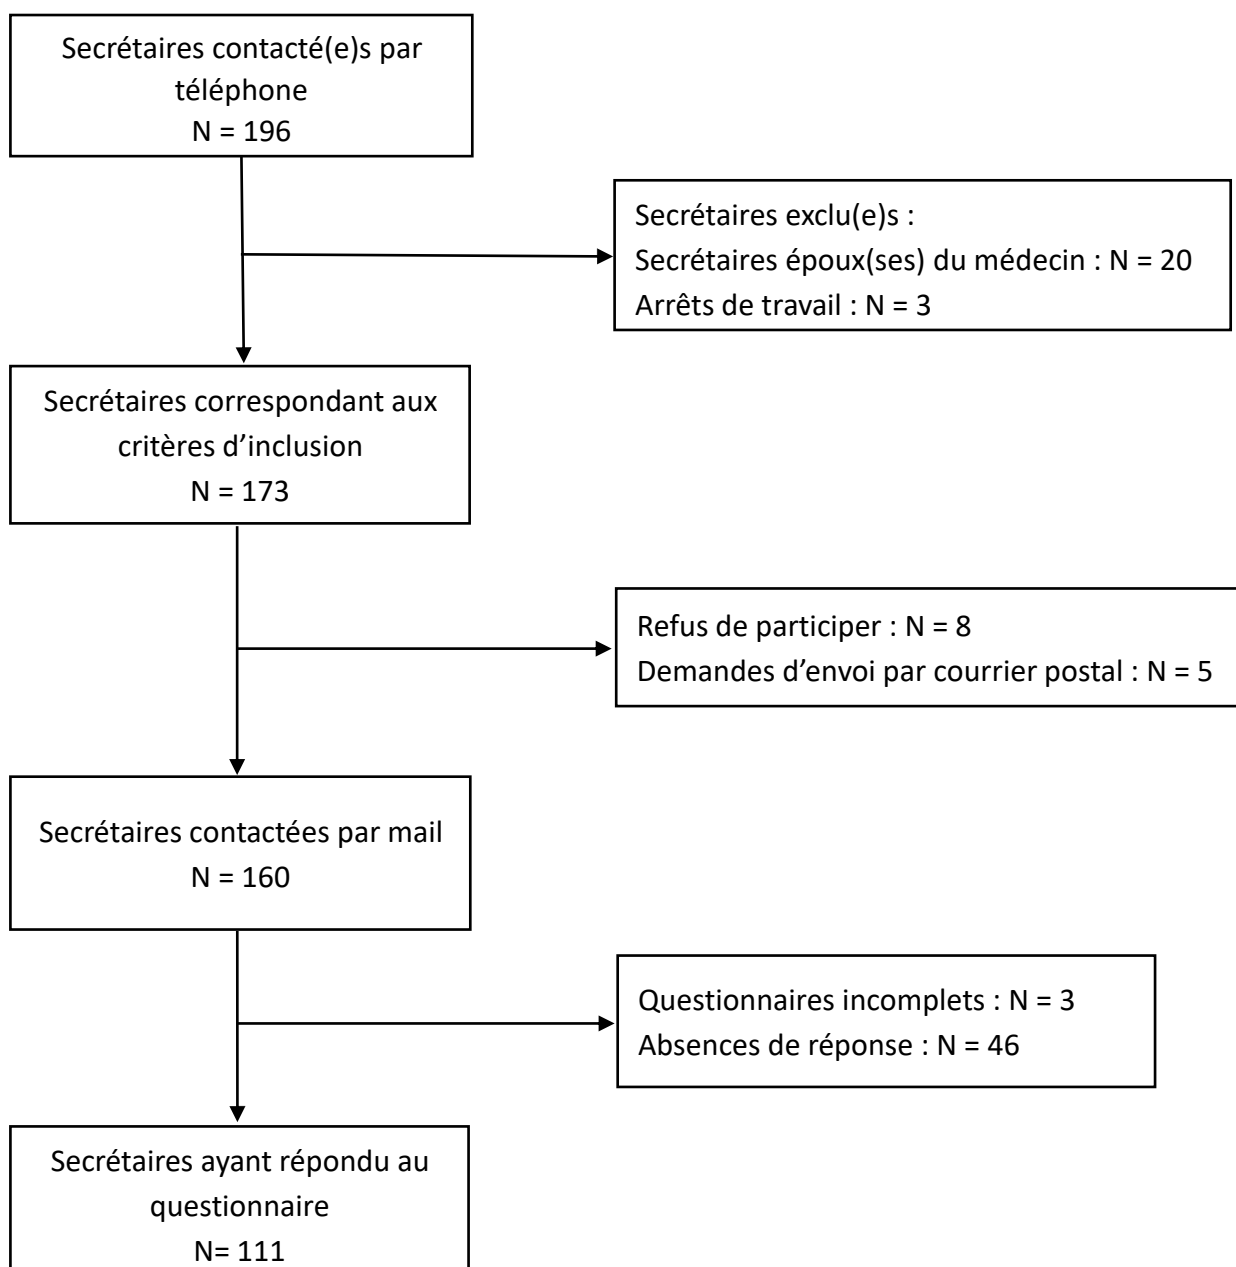 Secrétaires contacté(e)s par
téléphone
N = 196
Secrétaires exclu(e)s :
Secrétaires époux(ses) du médecin : N = 20
Arrêts de travail : N = 3
Secrétaires correspondant aux
critères d’inclusion
N = 173
Refus de participer : N = 8
Demandes d’envoi par courrier postal : N = 5
Secrétaires contactées par mail
N = 160
Questionnaires incomplets : N = 3
Absences de réponse : N = 46
Secrétaires ayant répondu au
questionnaire
N= 111